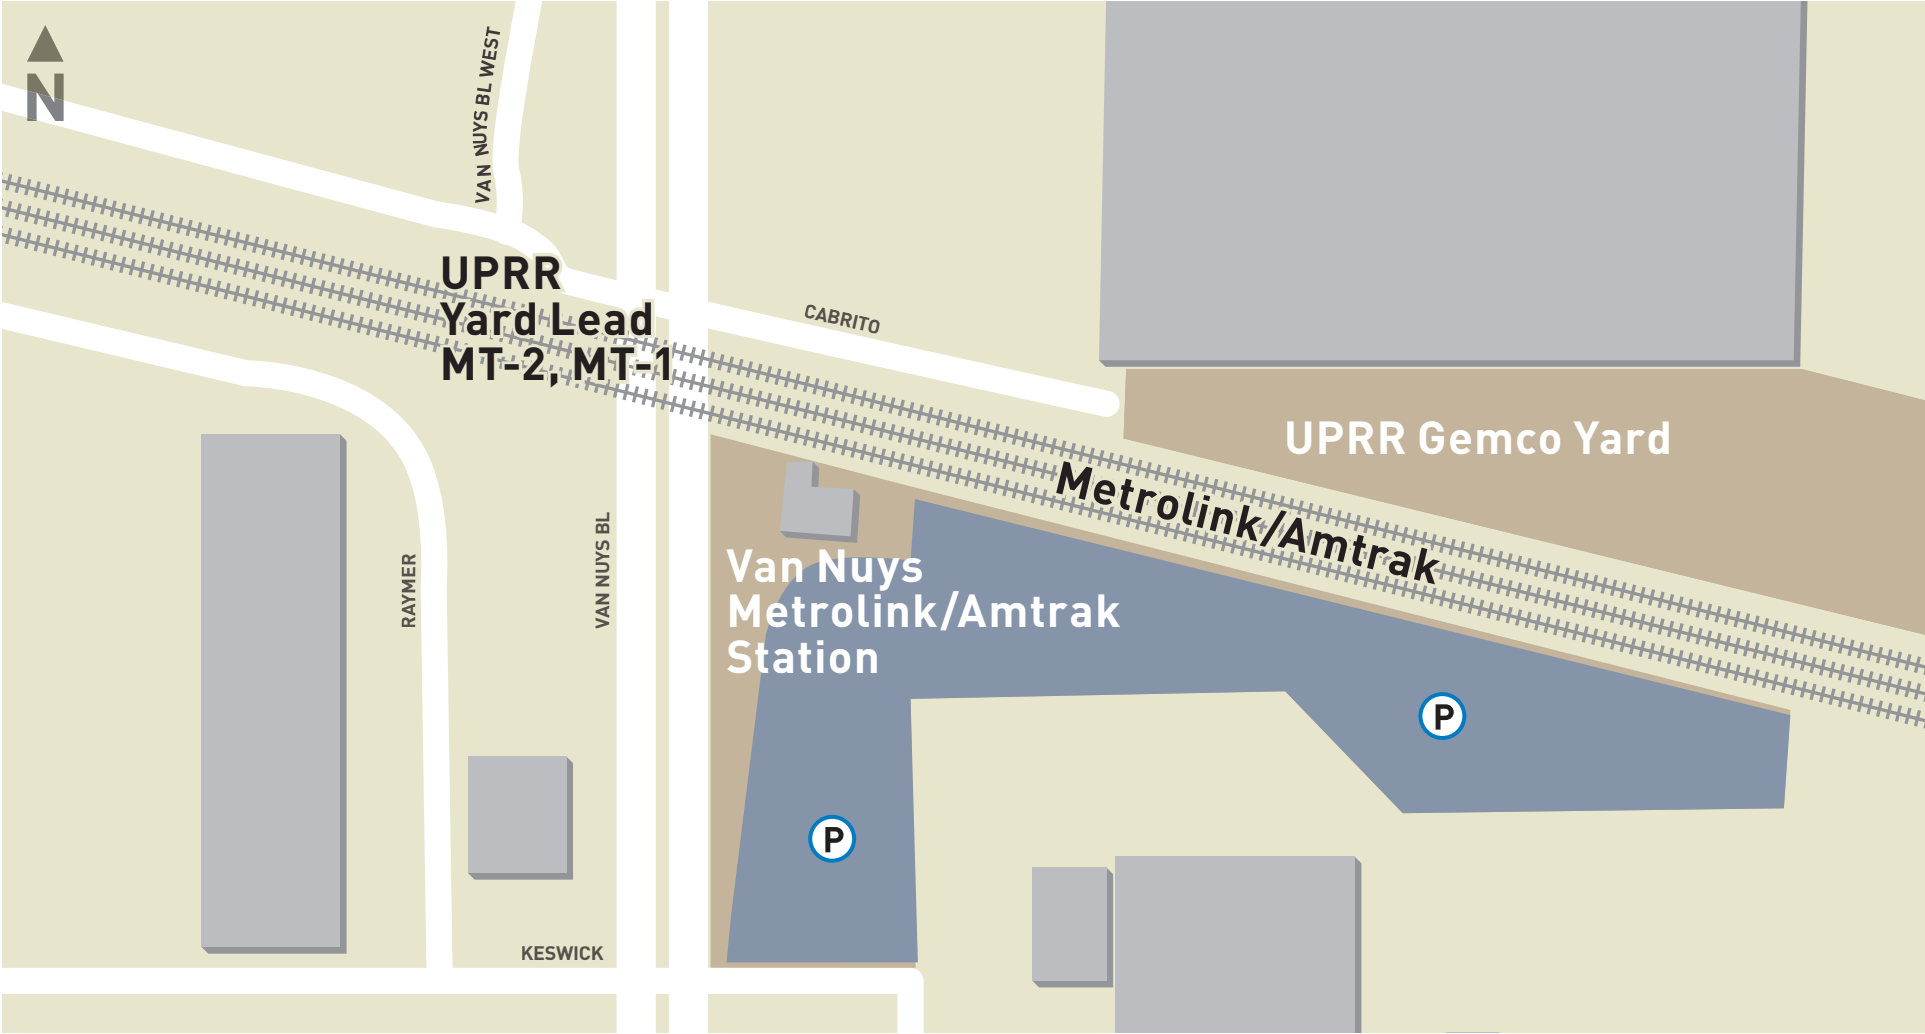 N
VAN NUYS BL WEST
UPRR
Yard Lead
MT-2, MT-1
CABRITO
UPRR Gemco Yard
Metrolink/Amtrak
RAYMER
VAN NUYS BL
Van Nuys
Metrolink/Amtrak
Station
P
P
KESWICK